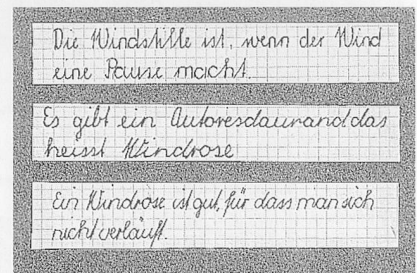 Die Windstille ist, wenn der Wind
eine Pause macht.
Es gibt ein Autoresdaurand das
heisst Windrose
Ein Windrose ist gut, für dass man sich
nicht verläuft.